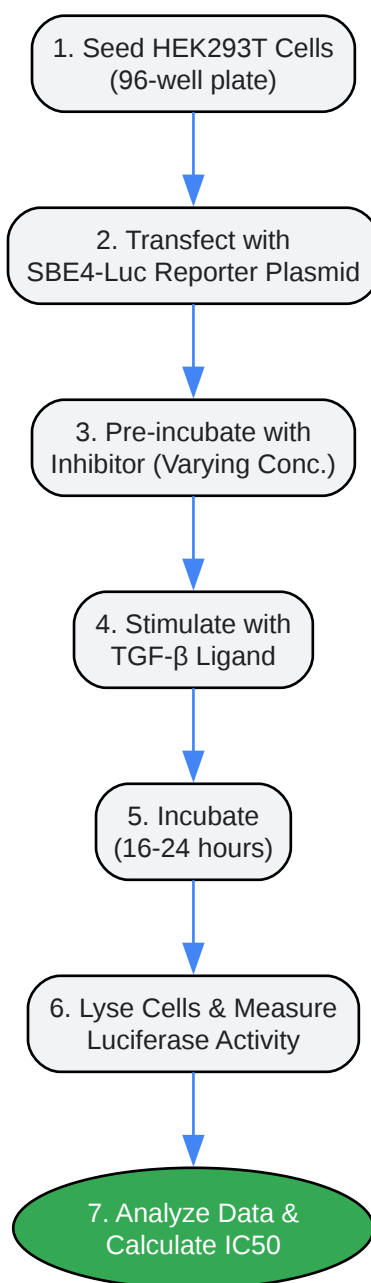 1. Seed HEK293T Cells
(96-well plate)
2. Transfect with
SBE4-Luc Reporter Plasmid
3. Pre-incubate with
Inhibitor (Varying Conc.)
4. Stimulate with
TGF-β Ligand
5. Incubate
(16-24 hours)
6. Lyse Cells & Measure
Luciferase Activity
7. Analyze Data &
Calculate IC50